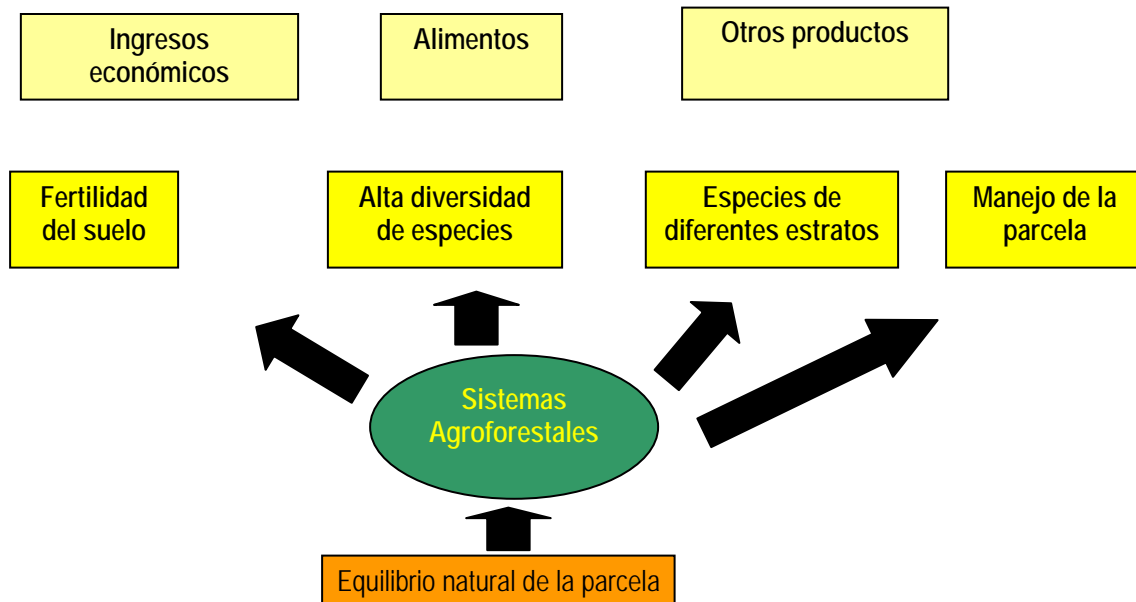 Ingresos
económicos
Alimentos
Otros productos
Fertilidad
del suelo
Alta diversidad
de especies
Especies de
diferentes estratos
Manejo de la
parcela
Sistemas
Agroforestales
Equilibrio natural de la parcela